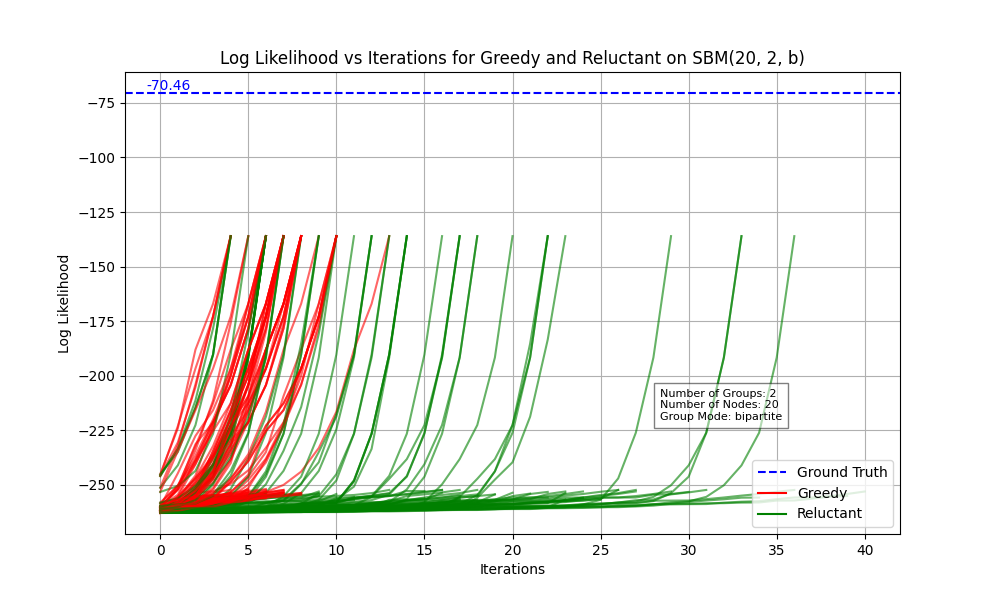 Log Likelihood vs Iterations for Greedy and Reluctant on SBM(20, 2, b)
-70.46
−75
−100
−125
−150
−175
−200
−225
−250
Log Likelihood
Number of Groups: 2
Number of Nodes: 20
Group Mode: bipartite
Ground Truth
Greedy
Reluctant
0 5 10 15 20 25 30 35 40
Iterations